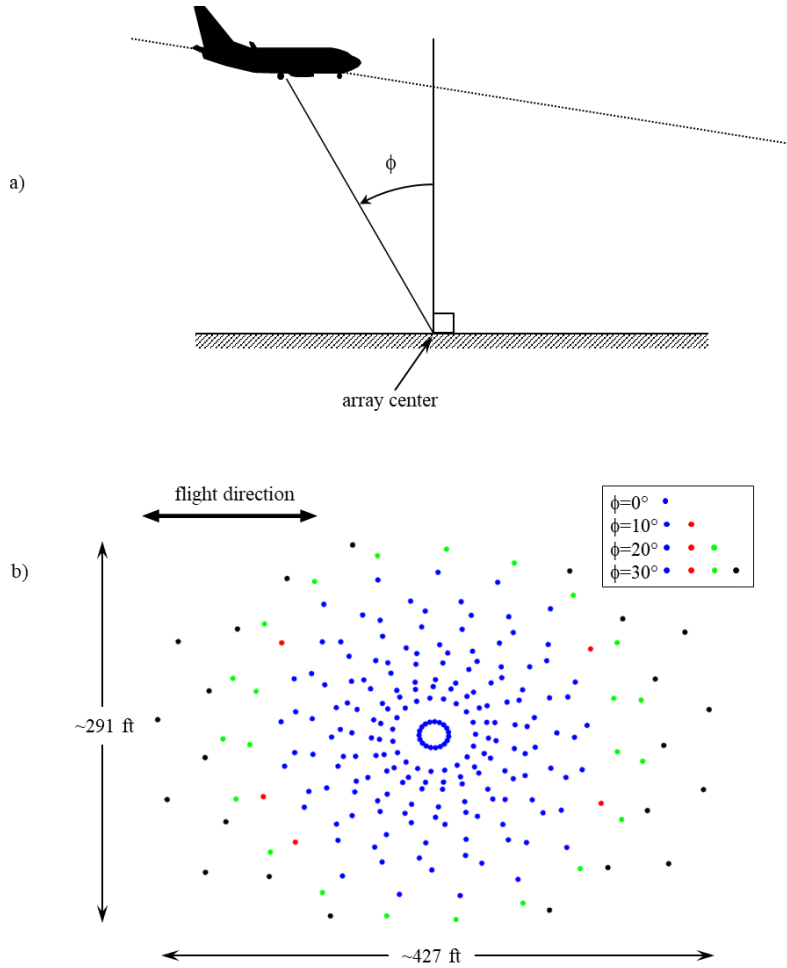 a)
ϕ
array center
flight direction
b)
ϕ=0°
ϕ=10°
ϕ=20°
ϕ=30°
~291 ft
~427 ft